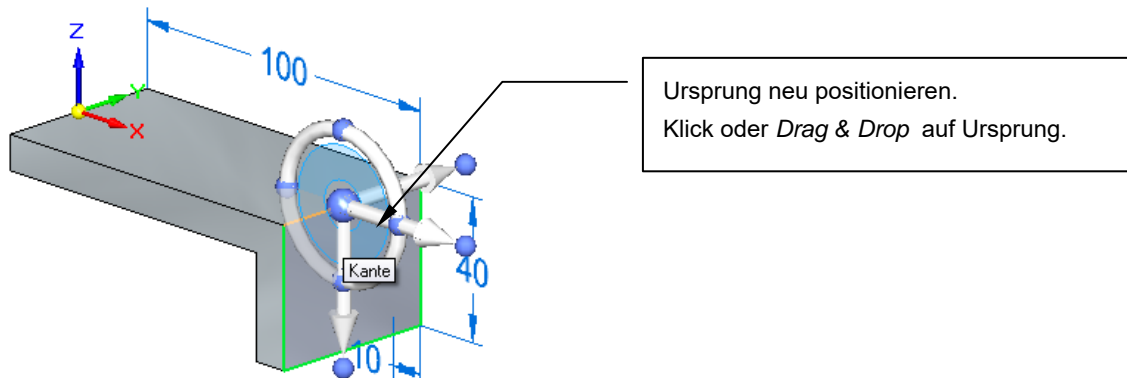 Z
100
Y
X
Ursprung neu positionieren.
Klick oder Drag & Drop auf Ursprung.
Kante
40
10